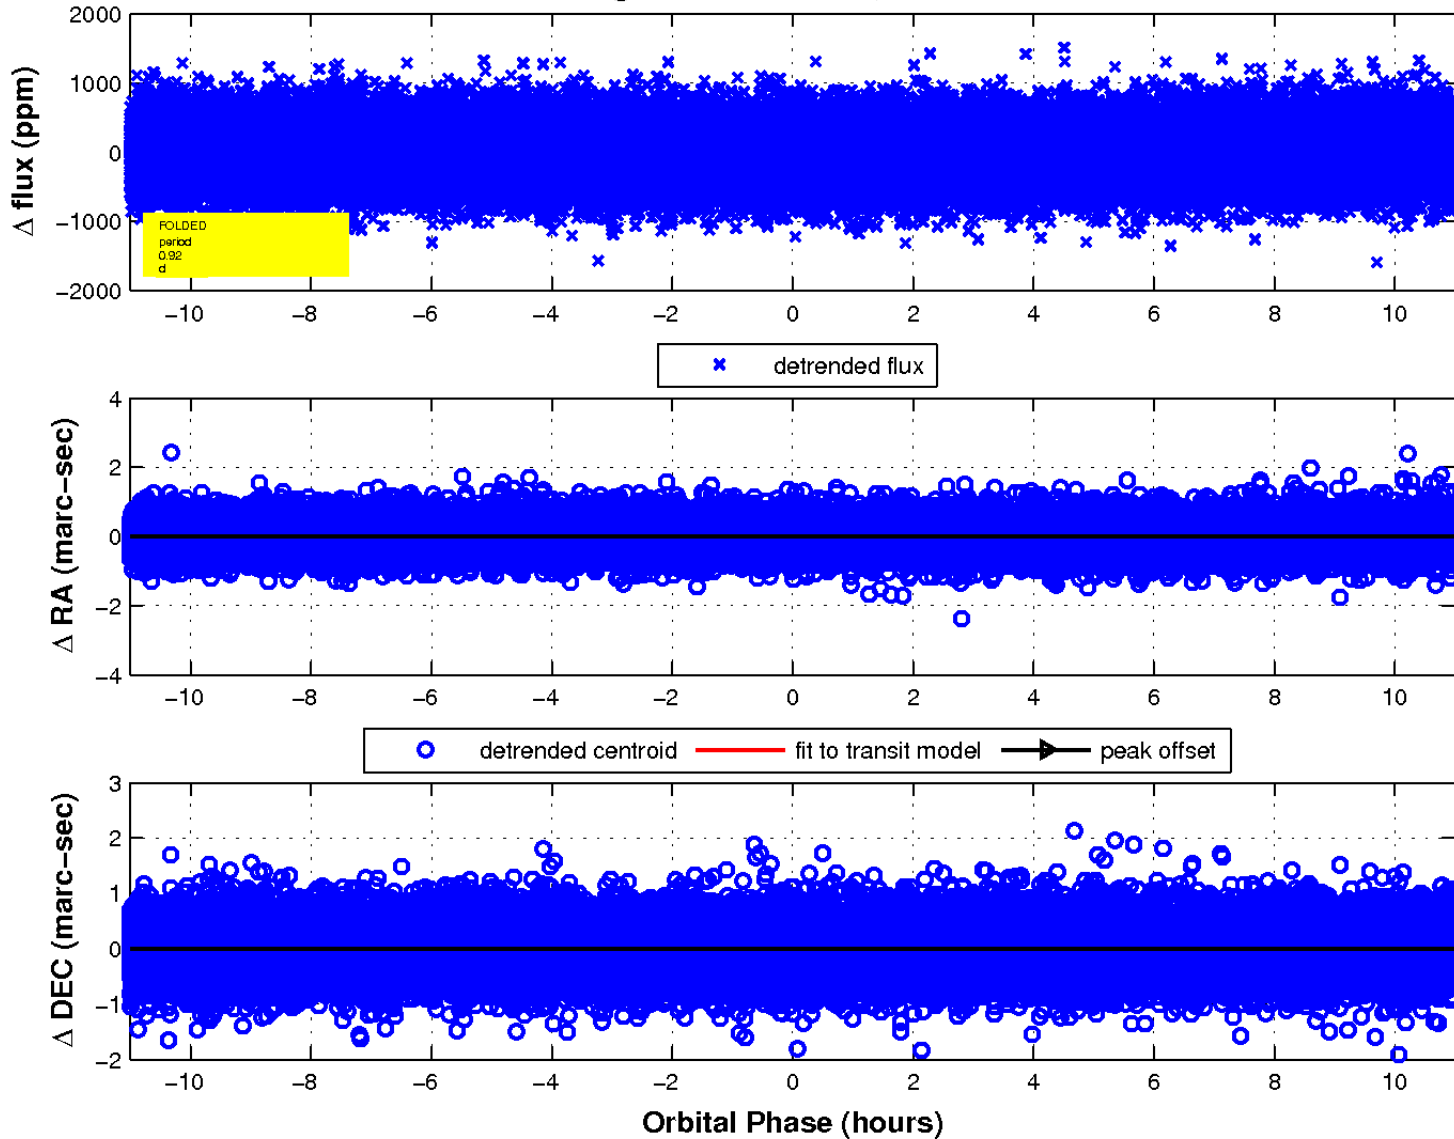 2000
1000
0
−1000
−2000
Δ flux (ppm)
FOLDED
period
0.92
d
−10 −8 −6 −4 −2 0 2 4 6 8 10
detrended flux
4
2
0
−2
−4
Δ RA (marc−sec)
−10 −8 −6 −4 −2 0 2 4 6 8 10
detrended centroid fit to transit model peak offset
3
2
1
0
−1
−2
Δ DEC (marc−sec)
−10 −8 −6 −4 −2 0 2 4 6 8 10
Orbital Phase (hours)